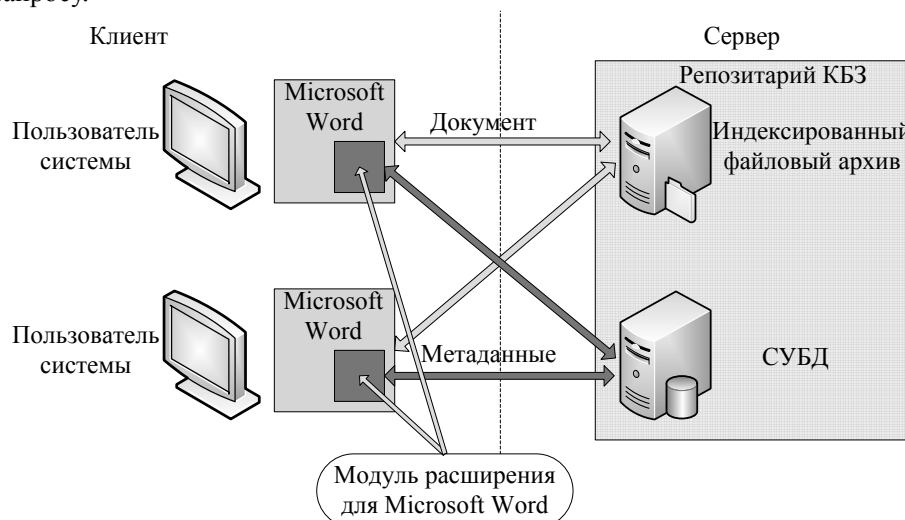 запросу.
Клиент
Сервер
Репозитарий КБЗ
Microsoft
Word
Документ
Пользователь
системы
Индексированный
файловый архив
Microsoft
Word
Пользователь
системы
Метаданные
СУБД
Модуль расширения
для Microsoft Word